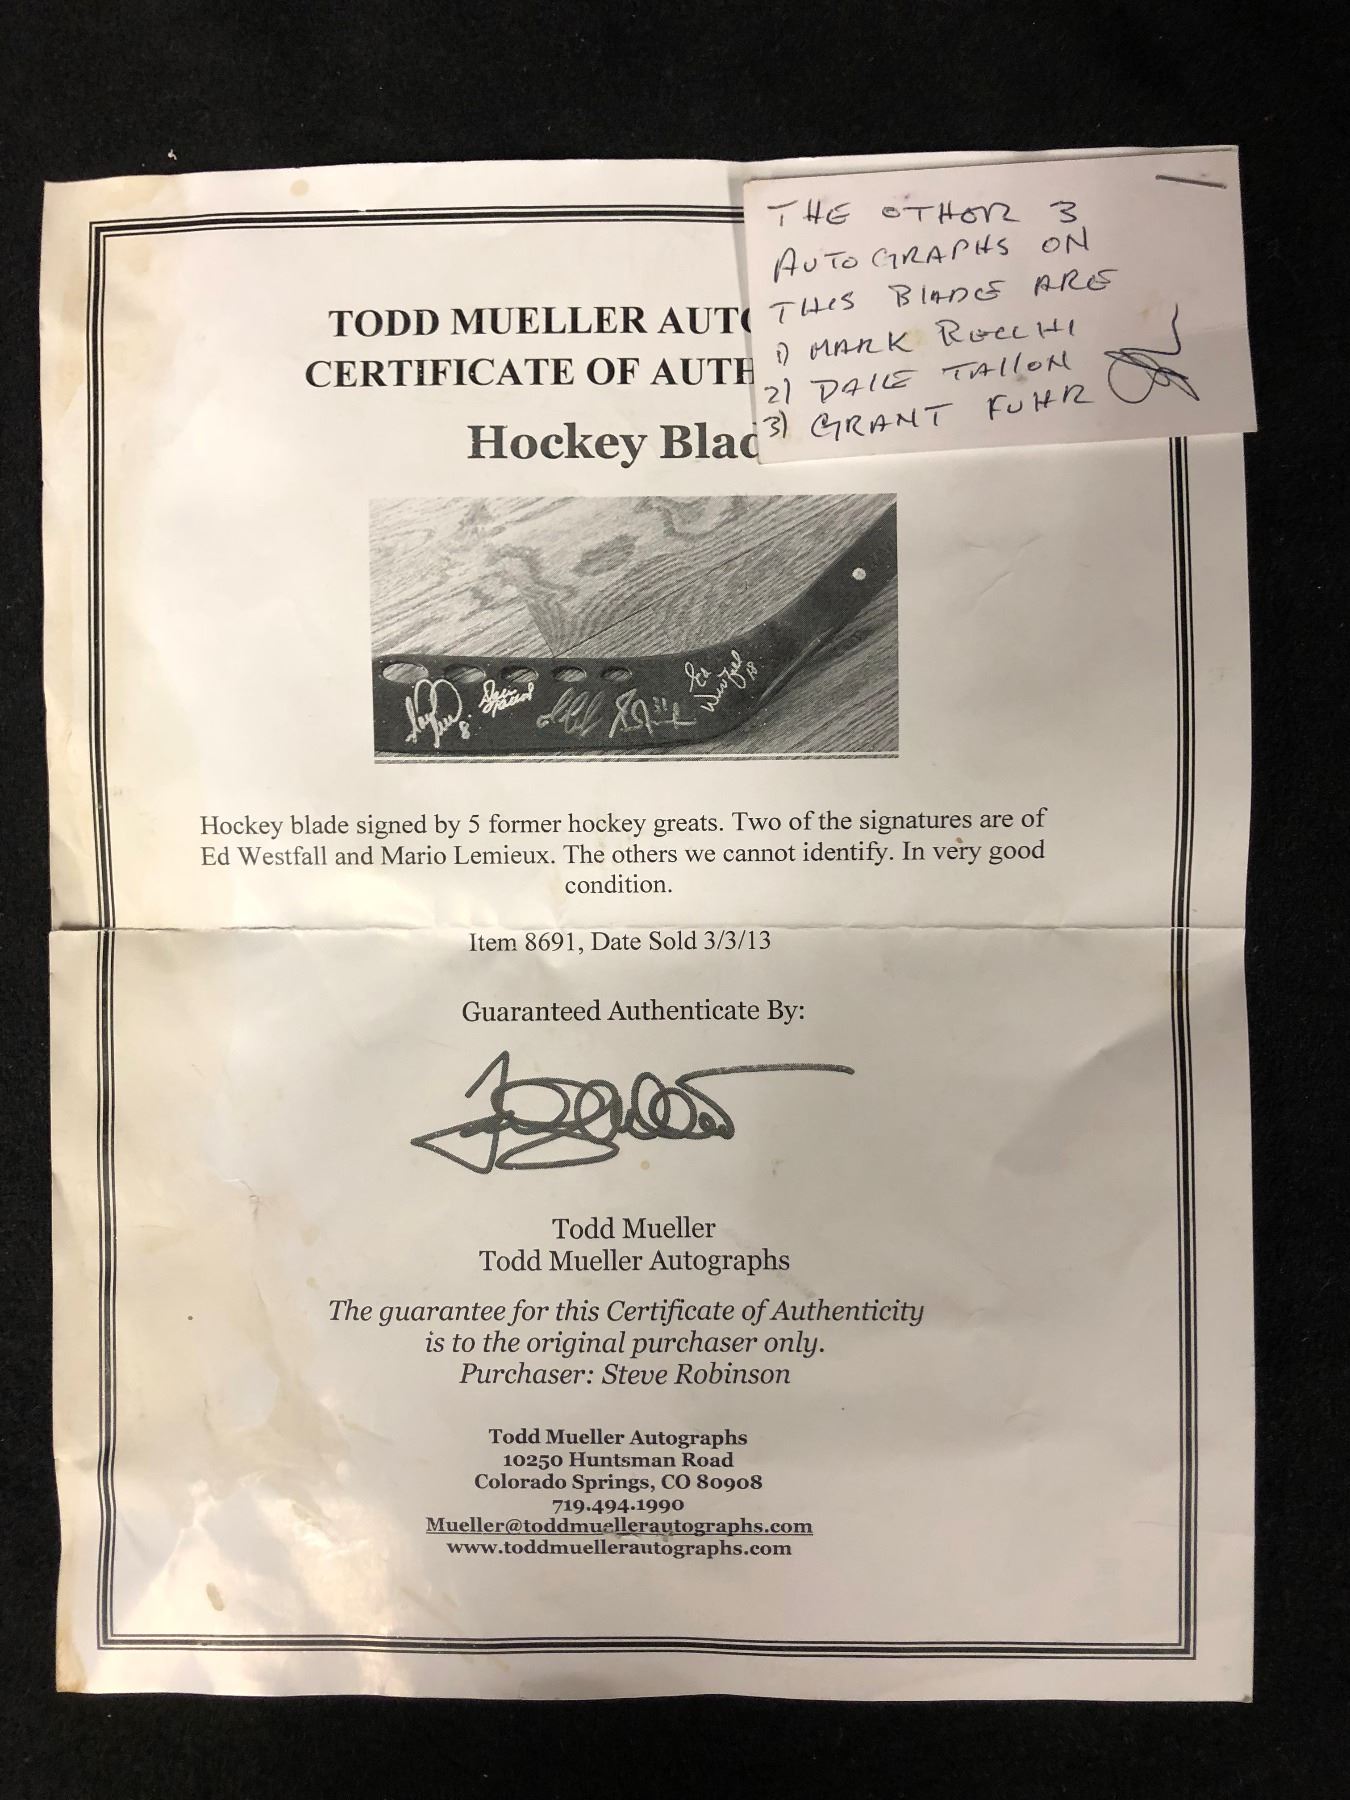 THE OTHOR 3
AUTOGRAPHS ON
THIS BLADE ARE
1) MARK RECCHI
2) DALE TALLON
3) GRANT FUHR
TODD MUELLER AUTO
CERTIFICATE OF AUTH
Hockey Blad
Ed
Westfall 18
8
31
Hockey blade signed by 5 former hockey greats. Two of the signatures are of
Ed Westfall and Mario Lemieux. The others we cannot identify. In very good
condition.
Item 8691, Date Sold 3/3/13
Guaranteed Authenticate By:
Todd Mueller
Todd Mueller Autographs
The guarantee for this Certificate of Authenticity
is to the original purchaser only.
Purchaser: Steve Robinson
Todd Mueller Autographs
10250 Huntsman Road
Colorado Springs, CO 80908
719.494.1990
Mueller@toddmuellerautographs.com
www.toddmuellerautographs.com